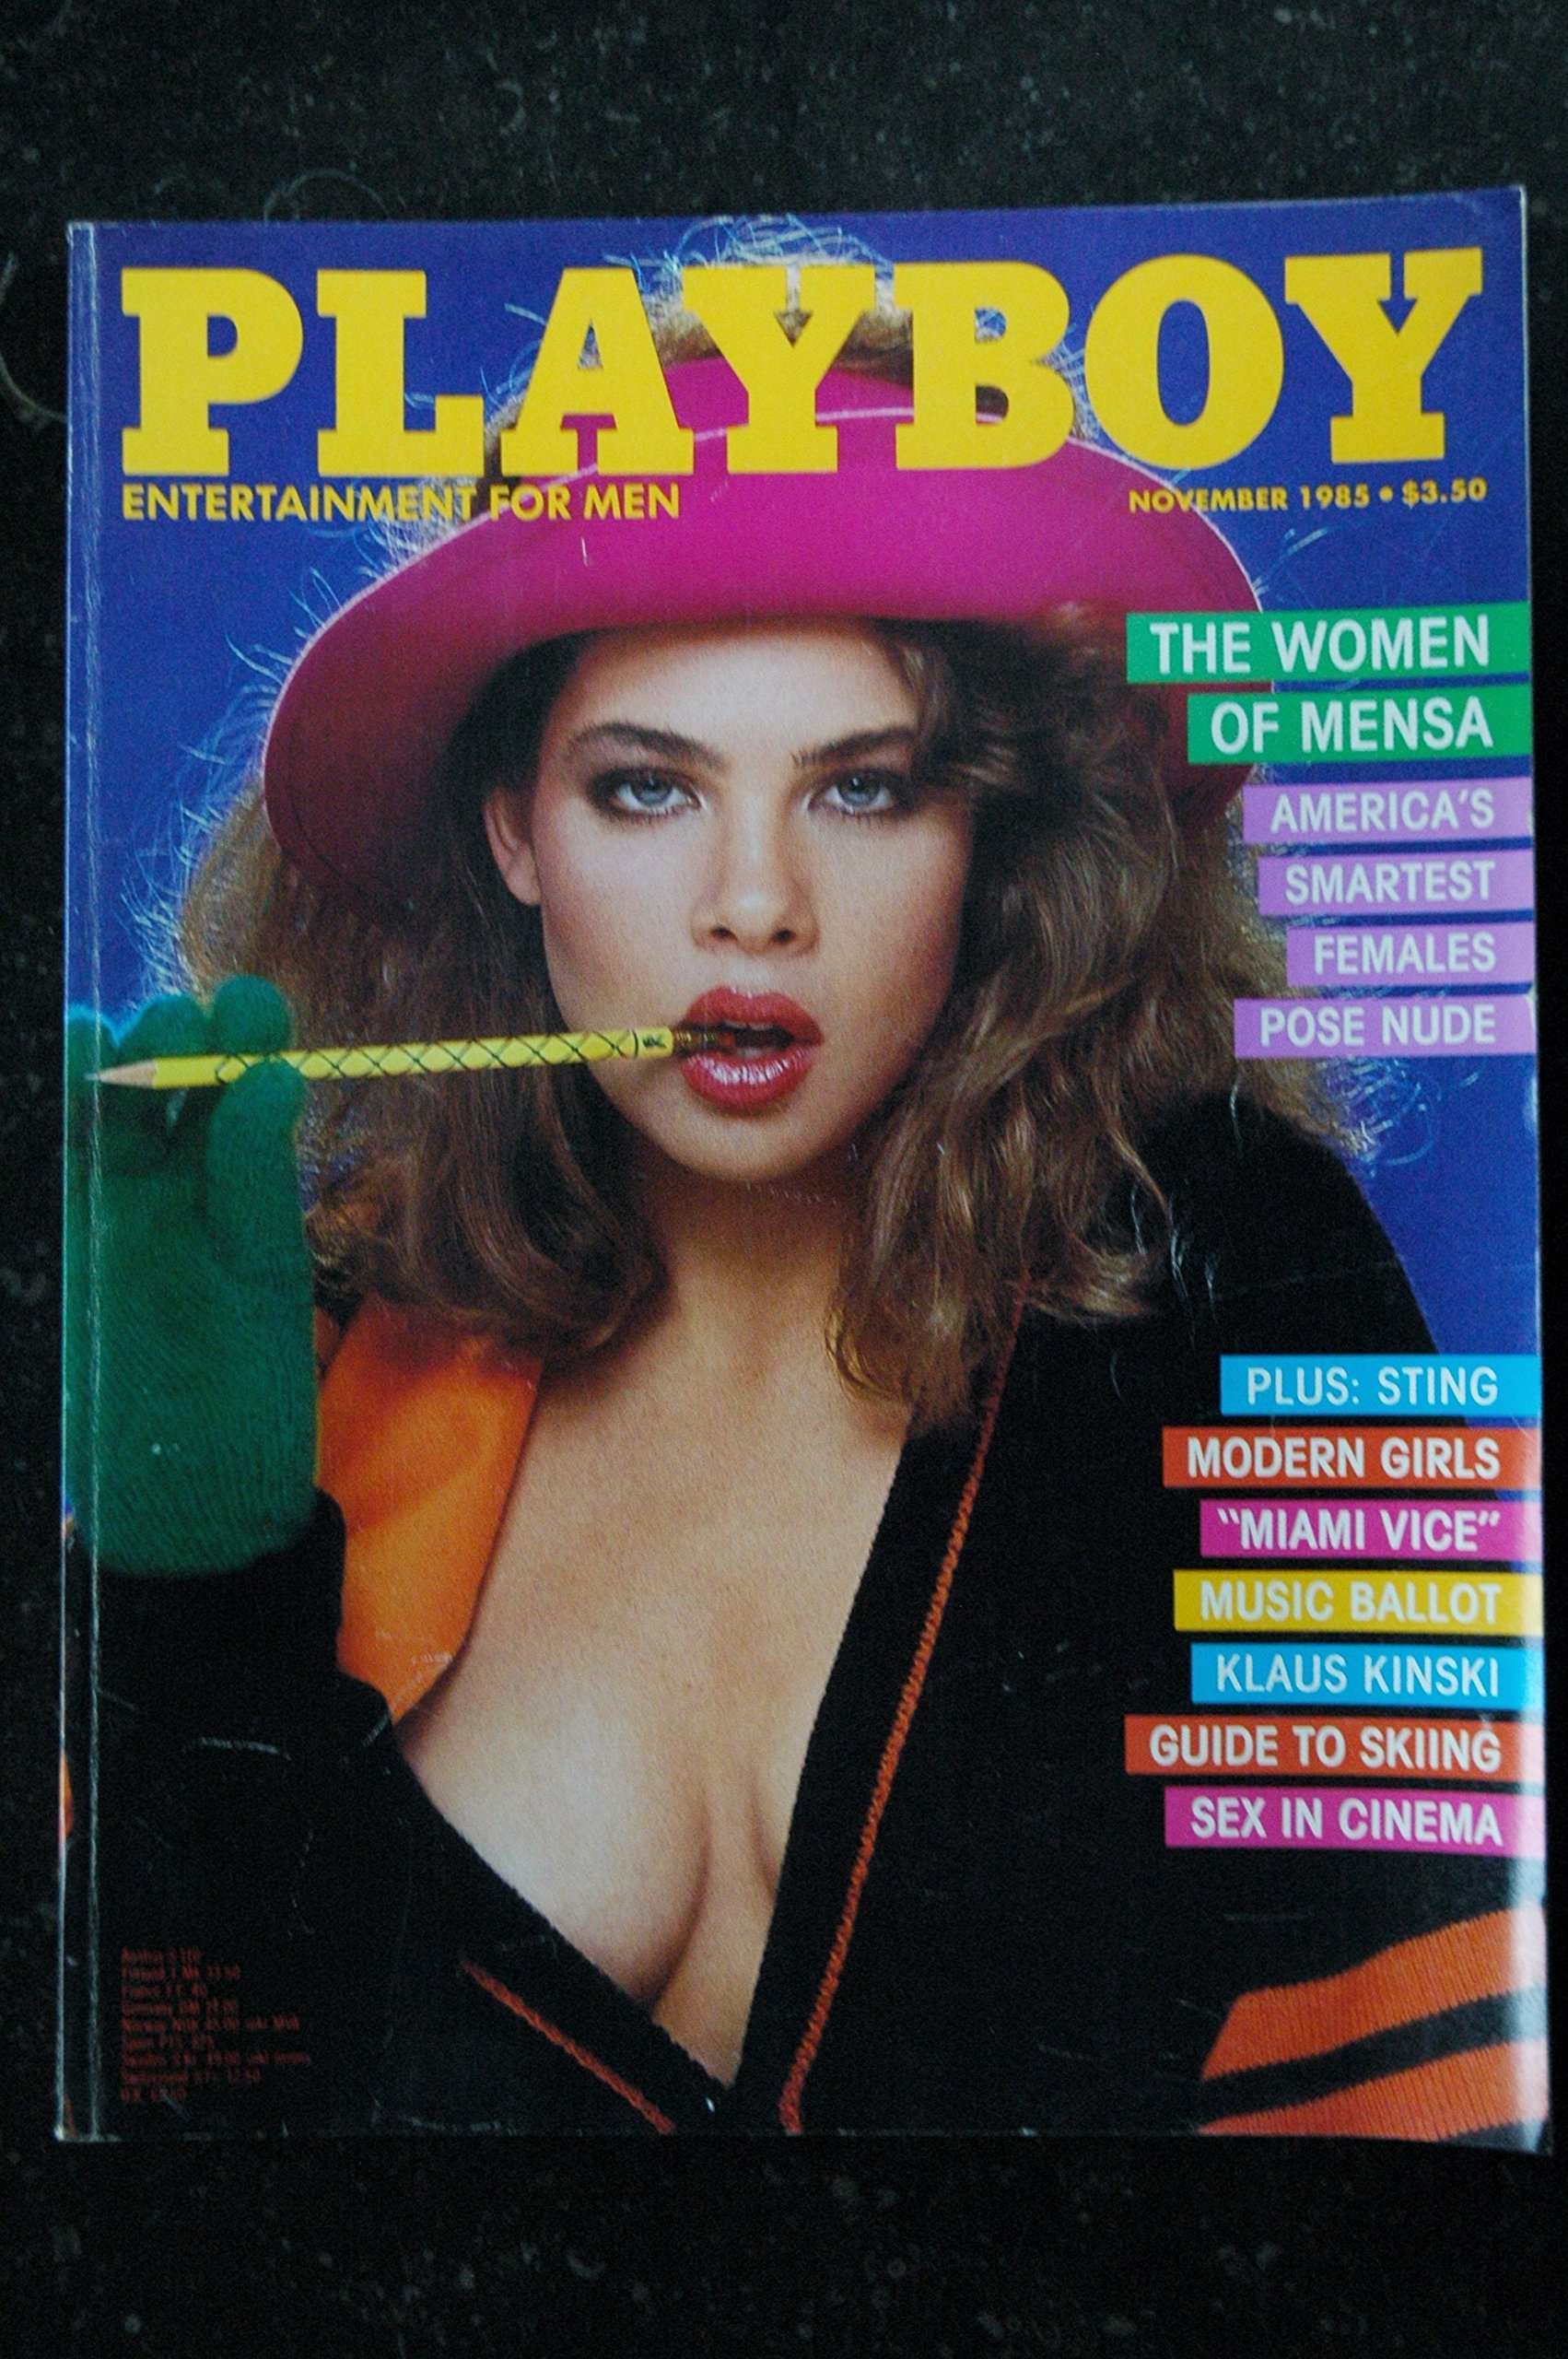 PLAYBOY
ENTERTAINMENT FOR MEN
NOVEMBER 1985 • $3.50
THE WOMEN
OF MENSA
AMERICA'S
SMARTEST
FEMALES
POSE NUDE
PLUS: STING
MODERN GIRLS
"MIAMI VICE"
MUSIC BALLOT
KLAUS KINSKI
GUIDE TO SKIING
SEX IN CINEMA